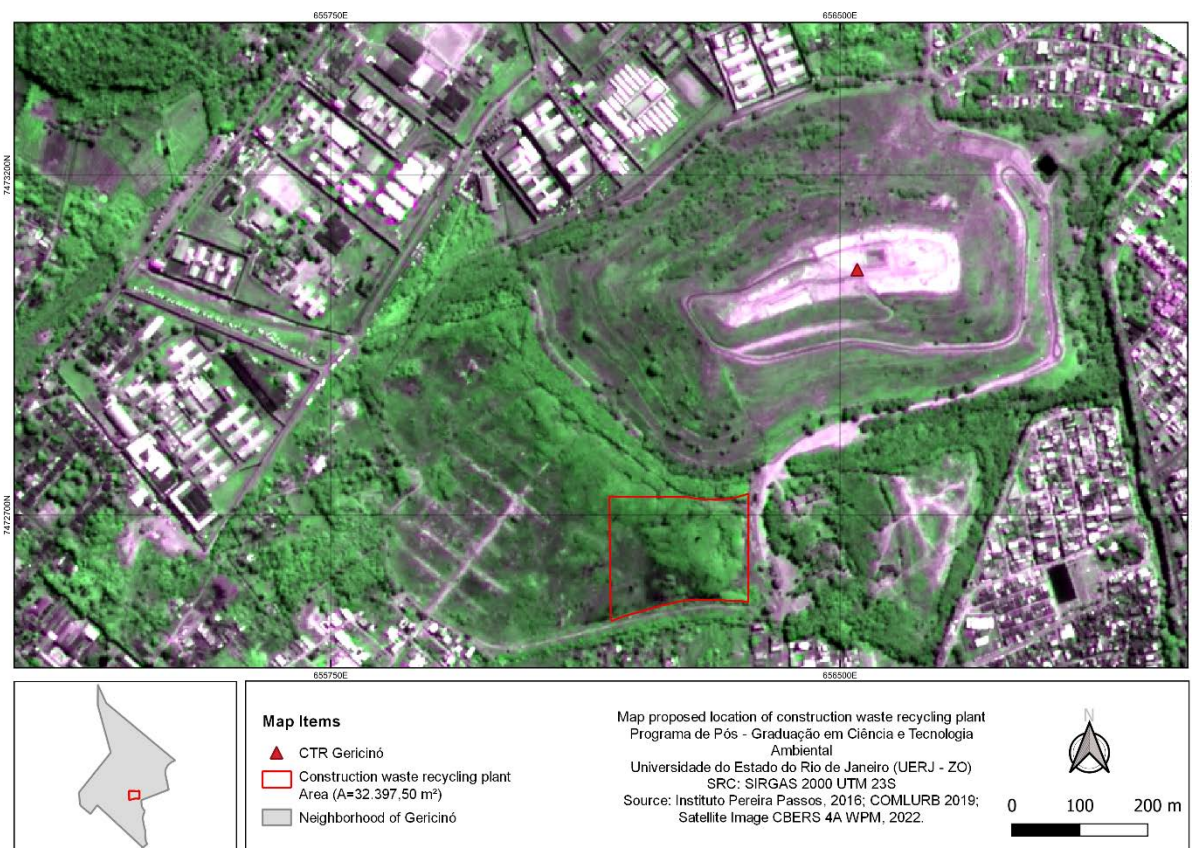 655750E
656500E
7473200N
7473200N
7472700N
7472700N
655750E
656500E
Map Items
CTR Gericinó
Construction waste recycling plant
Area (A=32.397,50 m²)
Neighborhood of Gericinó
Map proposed location of construction waste recycling plant
Programa de Pós - Graduação em Ciência e Tecnologia
Ambiental
Universidade do Estado do Rio de Janeiro (UERJ - ZO)
SRC: SIRGAS 2000 UTM 23S
Source: Instituto Pereira Passos, 2016; COMLURB 2019;
Satellite Image CBERS 4A WPM, 2022.
N
0 100 200 m